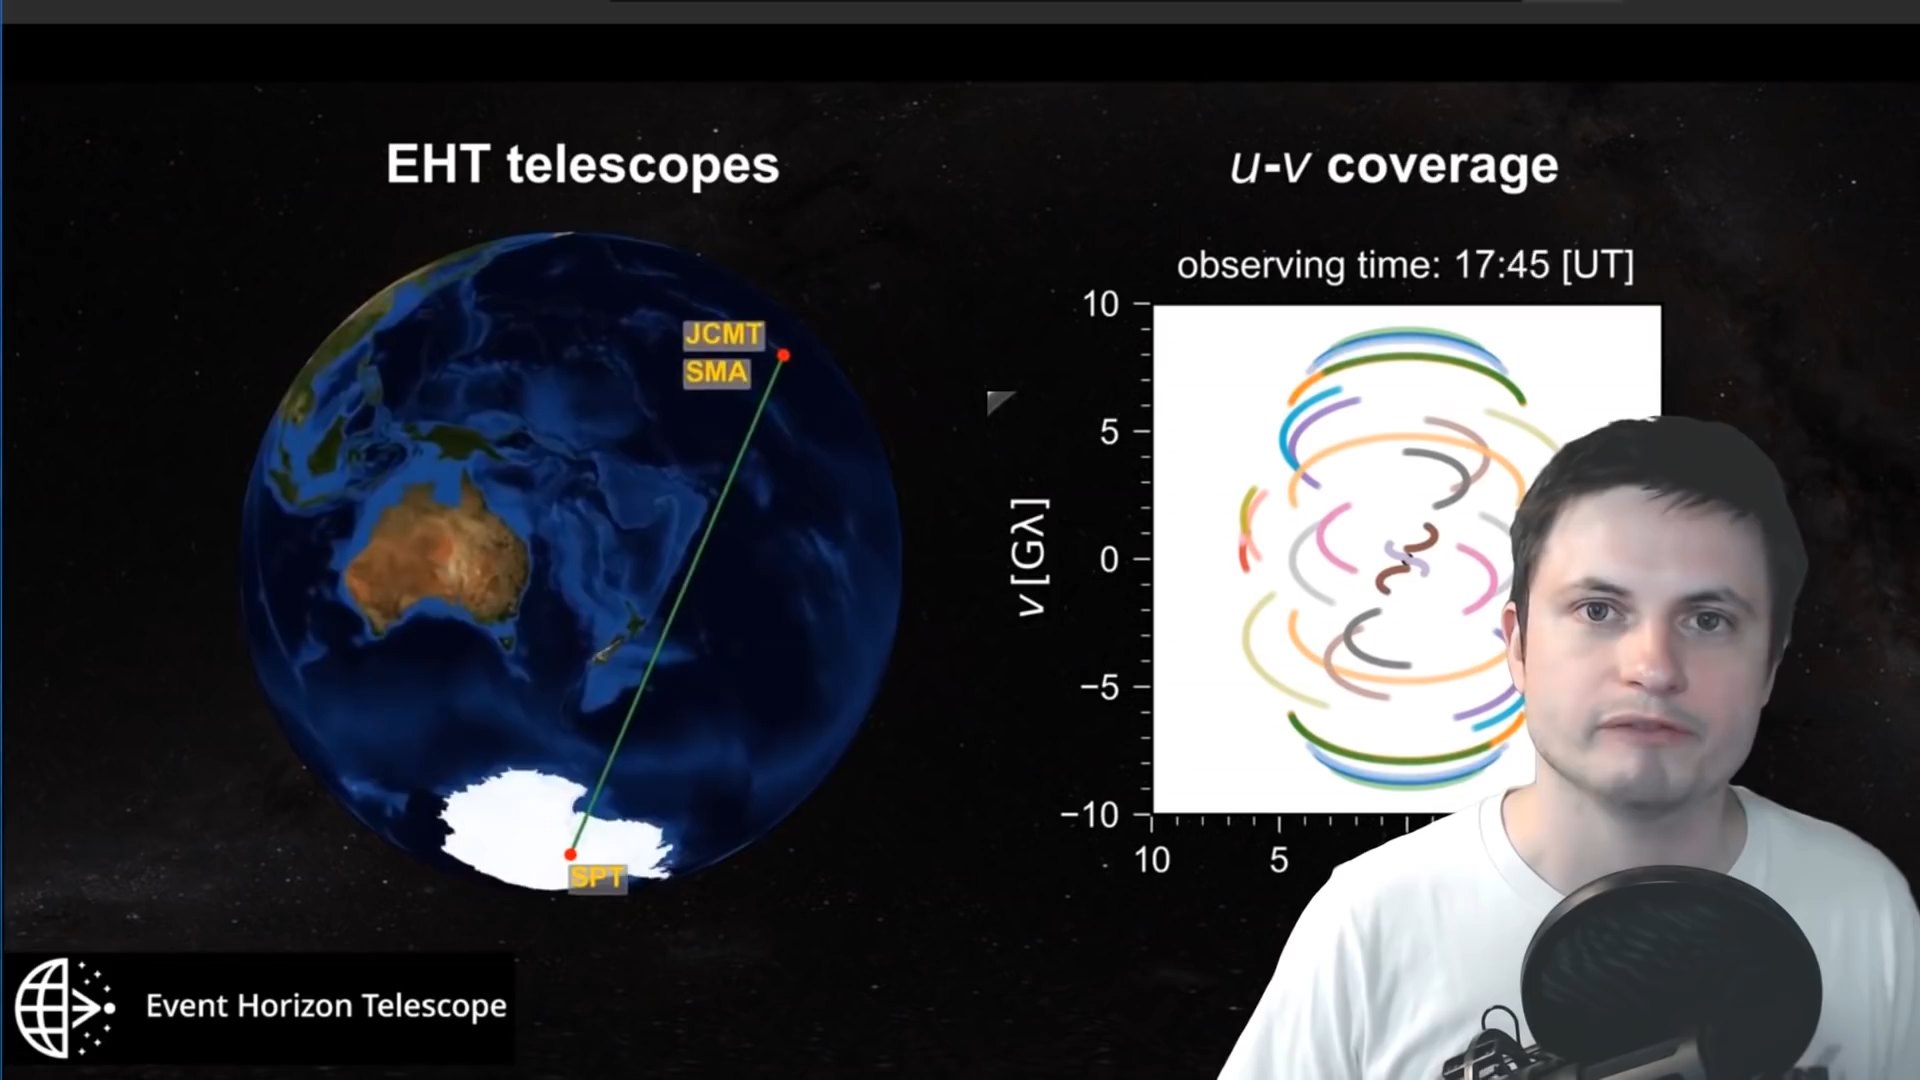 EHT telescopes
u-v coverage
observing time: 17:45 [UT]
JCMT
SMA
SPT
10
5
0
−5
−10
v [Gλ]
10
5
Event Horizon Telescope